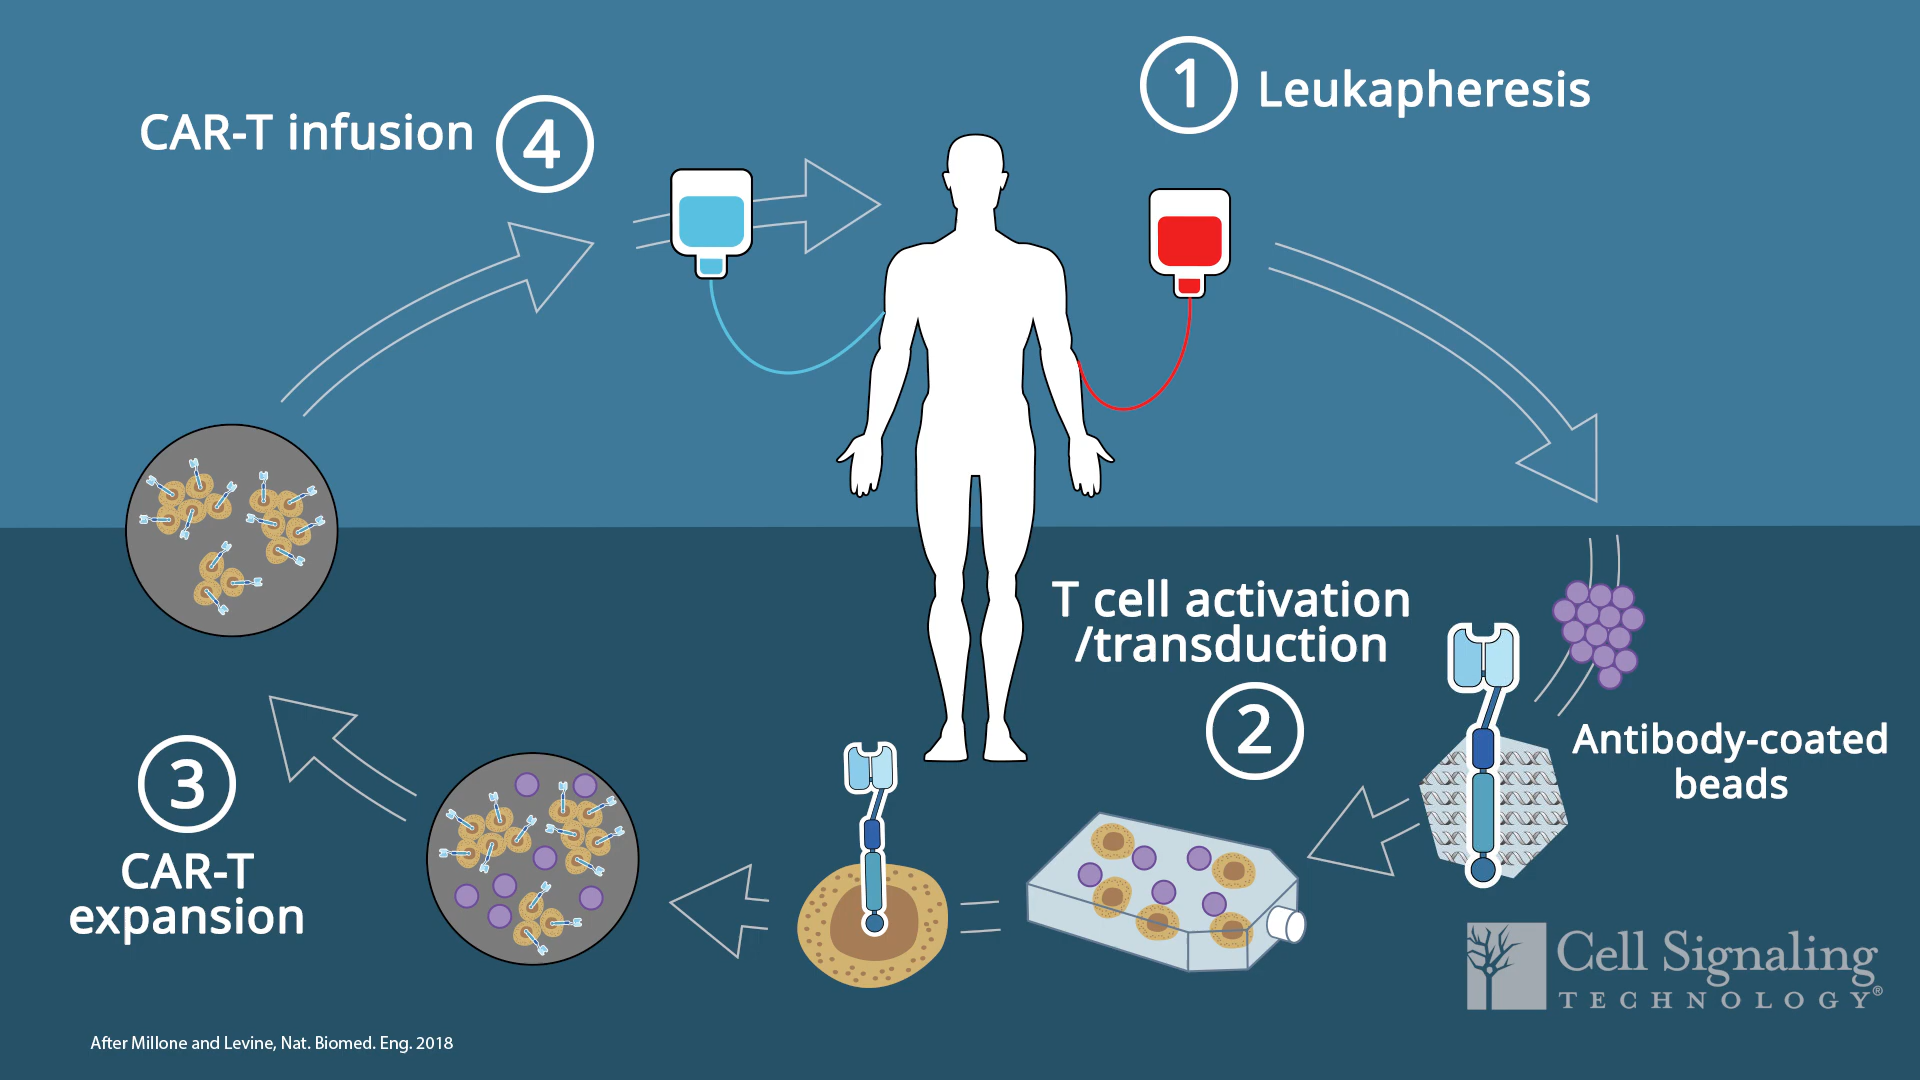 1 Leukapheresis
CAR-T infusion 4
T cell activation
/transduction
2
Antibody-coated
beads
3
CAR-T
expansion
Cell Signaling
TECHNOLOGY®
After Millone and Levine, Nat. Biomed. Eng. 2018